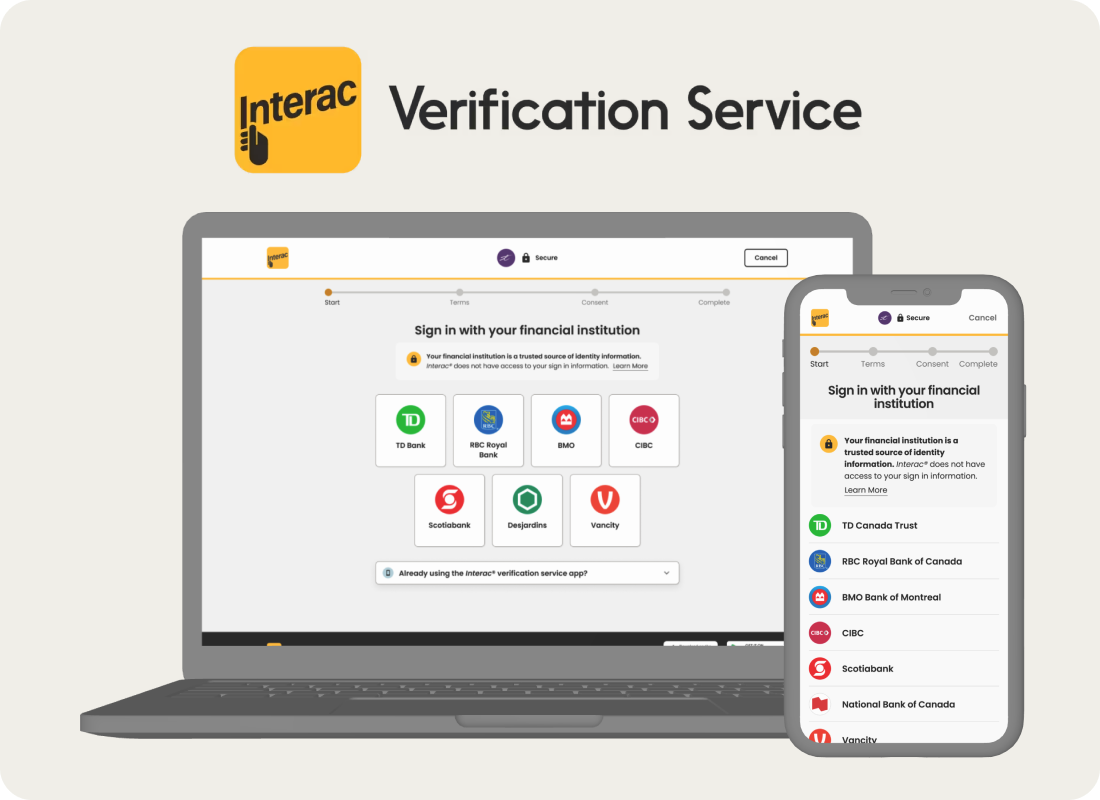 Interac
Verification Service
Interac
Secure
Cancel
Start
Terms
Consent
Complete
Sign in with your financial institution
Your financial institution is a trusted source of identity information.
Interac® does not have access to your sign in information. Learn More
TD
TD Bank
RBC
RBC Royal
Bank
BMO
CIBC
CIBC
Scotiabank
Desjardins
Vancity
Already using the Interac® verification service app?
Interac
Secure
Cancel
Start
Terms
Consent
Complete
Sign in with your financial
institution
Your financial institution is a
trusted source of identity
information. Interac® does not have
access to your sign in information.
Learn More
TD
TD Canada Trust
RBC
RBC Royal Bank of Canada
BMO Bank of Montreal
CIBC
CIBC
Scotiabank
National Bank of Canada
Vancity